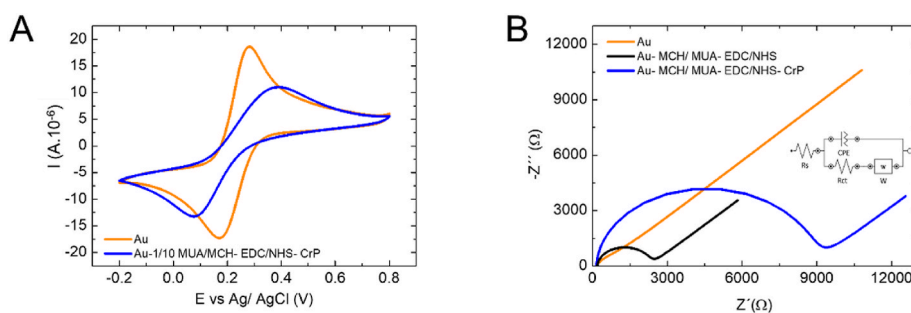 A
I (A.10-6)
20
15
10
5
0
-5
-10
-15
-20
Au
Au-1/10 MUA/MCH- EDC/NHS- CrP
-0.2
0.0
0.2
0.4
0.6
0.8
E vs Ag/ AgCl (V)
B
-Z´´ (Ω)
12000
9000
6000
3000
0
Au
Au- MCH/ MUA- EDC/NHS
Au- MCH/ MUA- EDC/NHS- CrP
Rs
CPE
Rct
W
W
0
3000
6000
9000
12000
Z´(Ω)